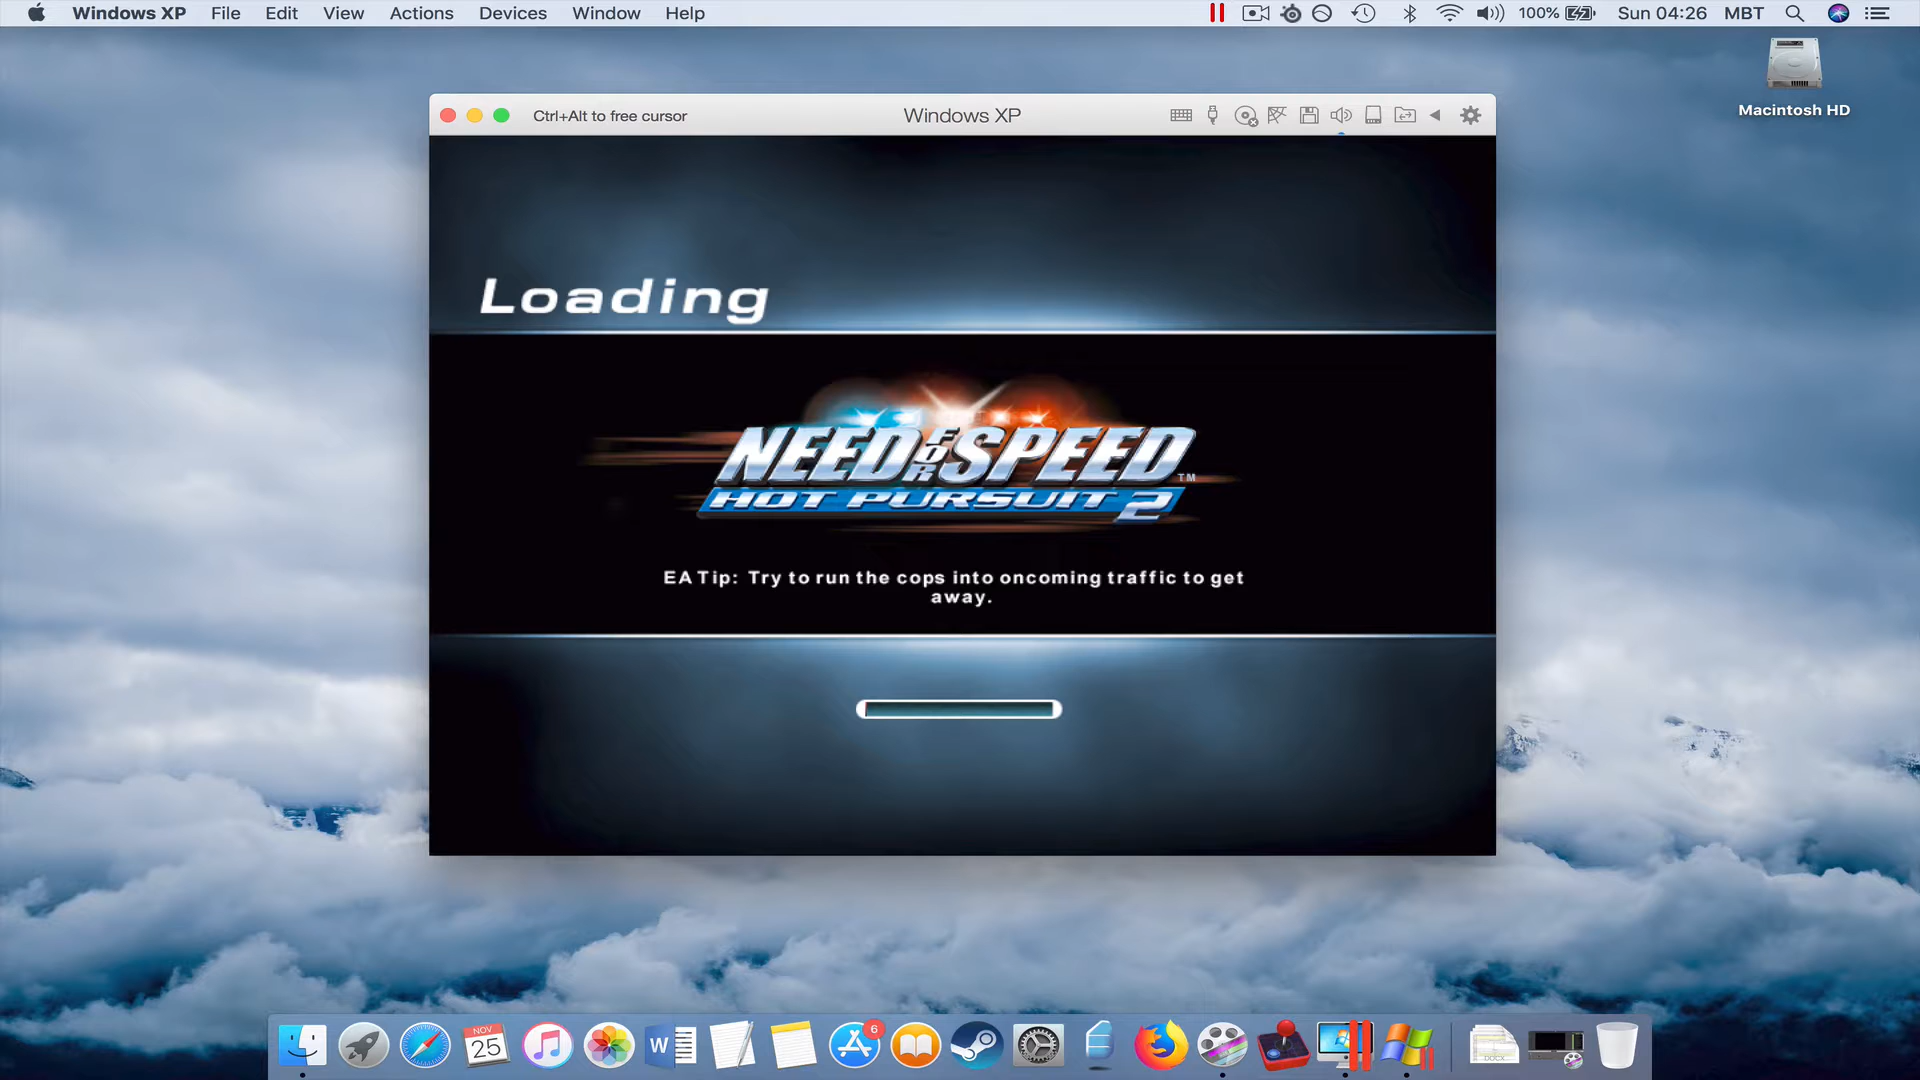 Windows XP File Edit View Actions Devices Window Help 100% Sun 04:26 MBT
Macintosh HD
Ctrl+Alt to free cursor Windows XP
Loading
NEED FOR SPEED TM
HOT PURSUIT 2
EA Tip: Try to run the cops into oncoming traffic to get
away.
NOV
25
W
6
DOCX